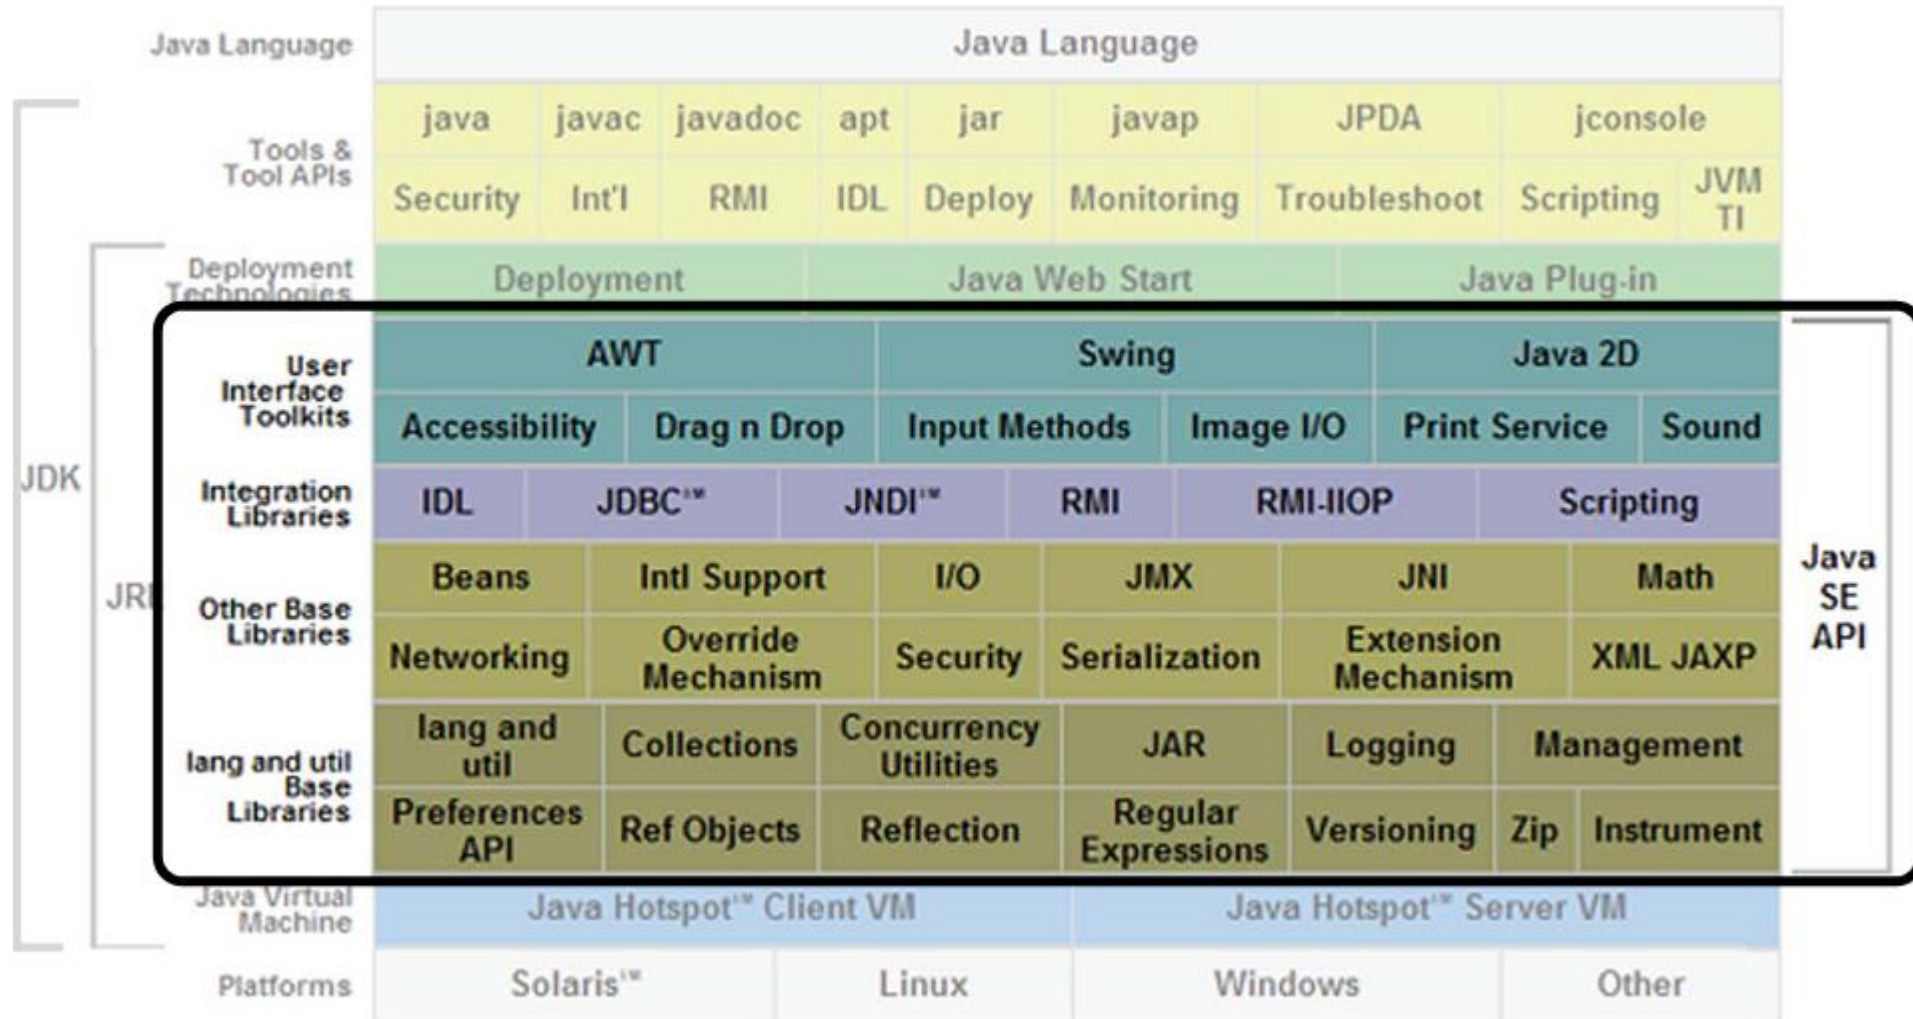 Java Language Java Language
java javac javadoc apt jar javap JPDA jconsole
Tools &
Tool APIs
Security Int'l RMI IDL Deploy Monitoring Troubleshoot Scripting JVM
TI
Deployment
Technologies
Deployment Java Web Start Java Plug-in
User
Interface
Toolkits
AWT Swing Java 2D
Accessibility Drag n Drop Input Methods Image I/O Print Service Sound
JDK
Integration
Libraries
IDL JDBC™ JNDI™ RMI RMI-IIOP Scripting
Other Base
Libraries
Beans Intl Support I/O JMX JNI Math
Networking Override
Mechanism Security Serialization Extension
Mechanism XML JAXP
Java
SE
API
lang and util
Base
Libraries
lang and
util Collections Concurrency
Utilities JAR Logging Management
Preferences
API Ref Objects Reflection Regular
Expressions Versioning Zip Instrument
Java Virtual
Machine
Java Hotspot™ Client VM Java Hotspot™ Server VM
Platforms Solaris™ Linux Windows Other